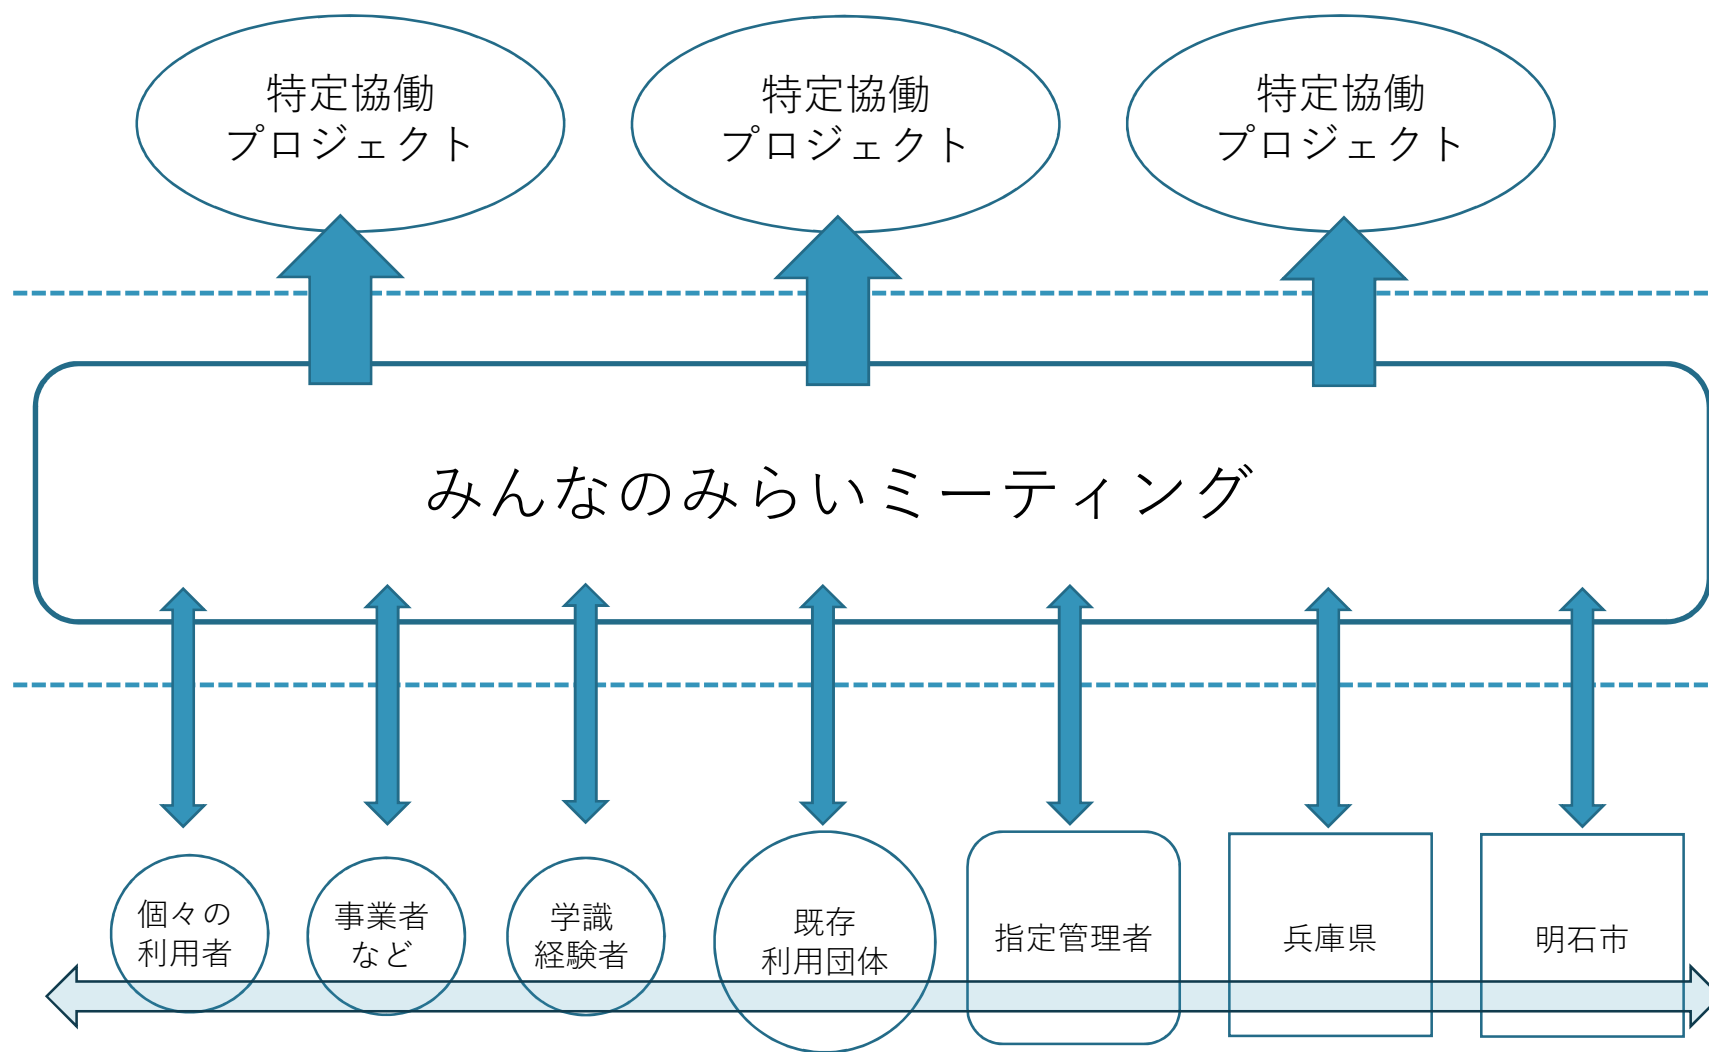 特定協働
プロジェクト
特定協働
プロジェクト
特定協働
プロジェクト
みんなのみらいミーティング
個々の
利用者
事業者
など
学識
経験者
既存
利用団体
指定管理者
兵庫県
明石市